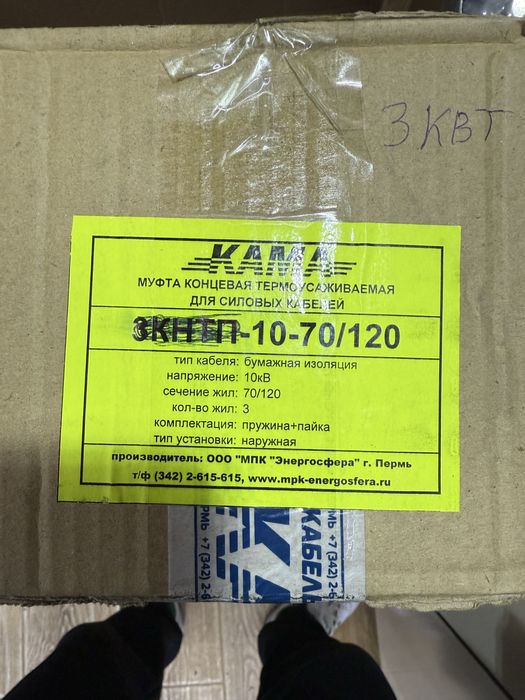 3КВТ
КАМА
МУФТА КОНЦЕВАЯ ТЕРМОУСАЖИВАЕМАЯ
ДЛЯ СИЛОВЫХ КАБЕЛЕЙ
3КНТП-10-70/120
тип кабеля: бумажная изоляция
напряжение: 10кВ
сечение жил: 70/120
кол-во жил: 3
комплектация: пружина+пайка
тип установки: наружная
производитель: ООО "МПК "Энергосфера" г. Пермь
т/ф (342) 2-615-615, www.mpk-energosfera.ru
КАБЕЛЬ